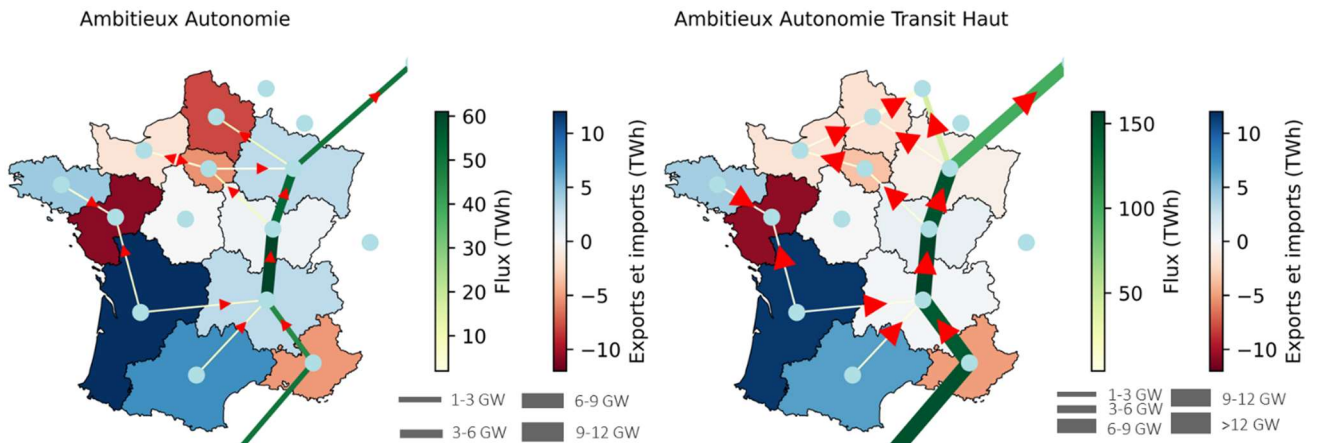 Ambitieux Autonomie
60
50
40
30
20
10
Flux (TWh)
10
5
0
−5
−10
Exports et imports (TWh)
1-3 GW
3-6 GW
6-9 GW
9-12 GW
Ambitieux Autonomie Transit Haut
150
100
50
Flux (TWh)
10
5
0
−5
−10
Exports et imports (TWh)
1-3 GW
3-6 GW
6-9 GW
9-12 GW
>12 GW